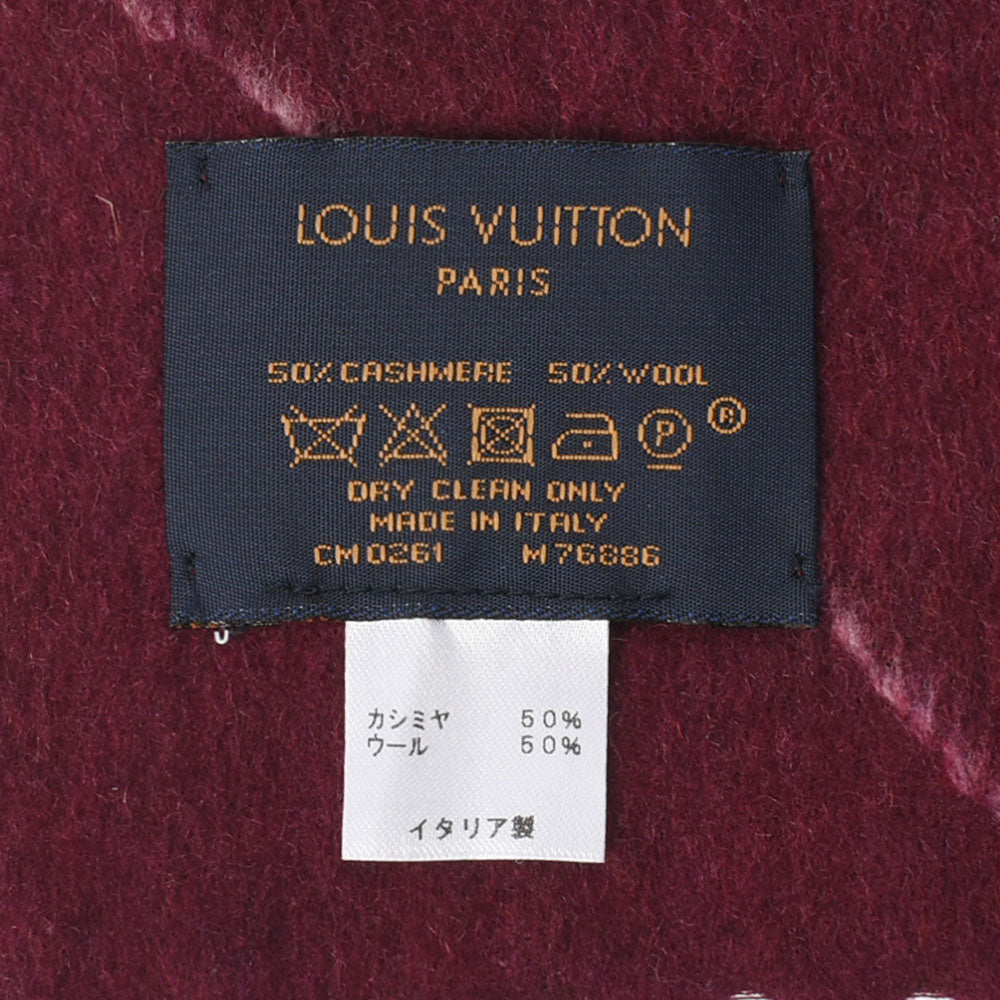 LOUIS VUITTON
PARIS
50% CASHMERE 50% WOOL
P ®
DRY CLEAN ONLY
MADE IN ITALY
CM0261 M76886
カシミヤ 50%
ウール 50%
イタリア製